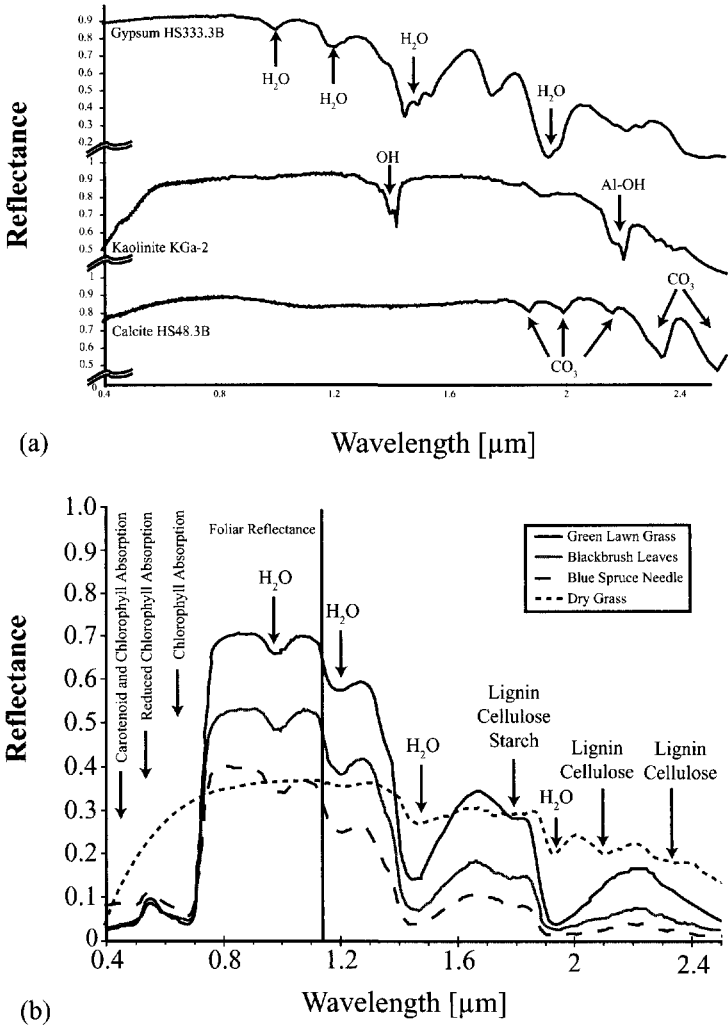 0.9
Gypsum HS333.3B
0.8
0.7
0.6
0.5
0.4
0.3
0.2
H₂O
H₂O
H₂O
H₂O
1
0.9
0.8
0.7
0.6
0.5
Kaolinite KGa-2
OH
Al-OH
1
0.9
0.8
0.7
0.6
0.5
0
Calcite HS48.3B
CO₃
CO₃
Reflectance
0.4
0.8
1.2
1.6
2
2.4
(a)
Wavelength [µm]
1.0
0.9
0.8
0.7
0.6
0.5
0.4
0.3
0.2
0.1
0
Reflectance
Carotenoid and Chlorophyll Absorption
Reduced Chlorophyll Absorption
Chlorophyll Absorption
Foliar Reflectance
H₂O
H₂O
H₂O
Lignin
Cellulose
Starch
H₂O
Lignin
Cellulose
Lignin
Cellulose
Green Lawn Grass
Blackbrush Leaves
Blue Spruce Needle
Dry Grass
0.4
0.8
1.2
1.6
2
2.4
(b)
Wavelength [µm]